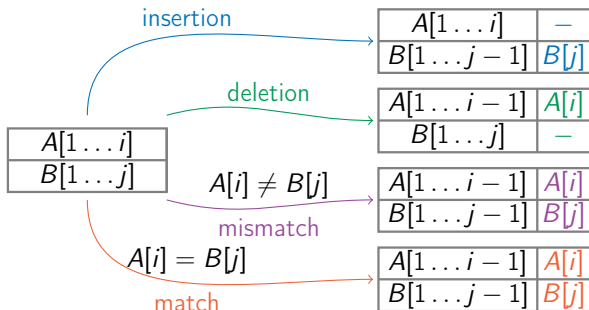 insertion
A[1 . . . i] −
B[1 . . . j − 1] B[j]
deletion
A[1 . . . i − 1] A[i]
B[1 . . . j] −
A[1 . . . i]
B[1 . . . j]
A[i] ≠ B[j]
mismatch
A[1 . . . i − 1] A[i]
B[1 . . . j − 1] B[j]
A[i] = B[j]
match
A[1 . . . i − 1] A[i]
B[1 . . . j − 1] B[j]